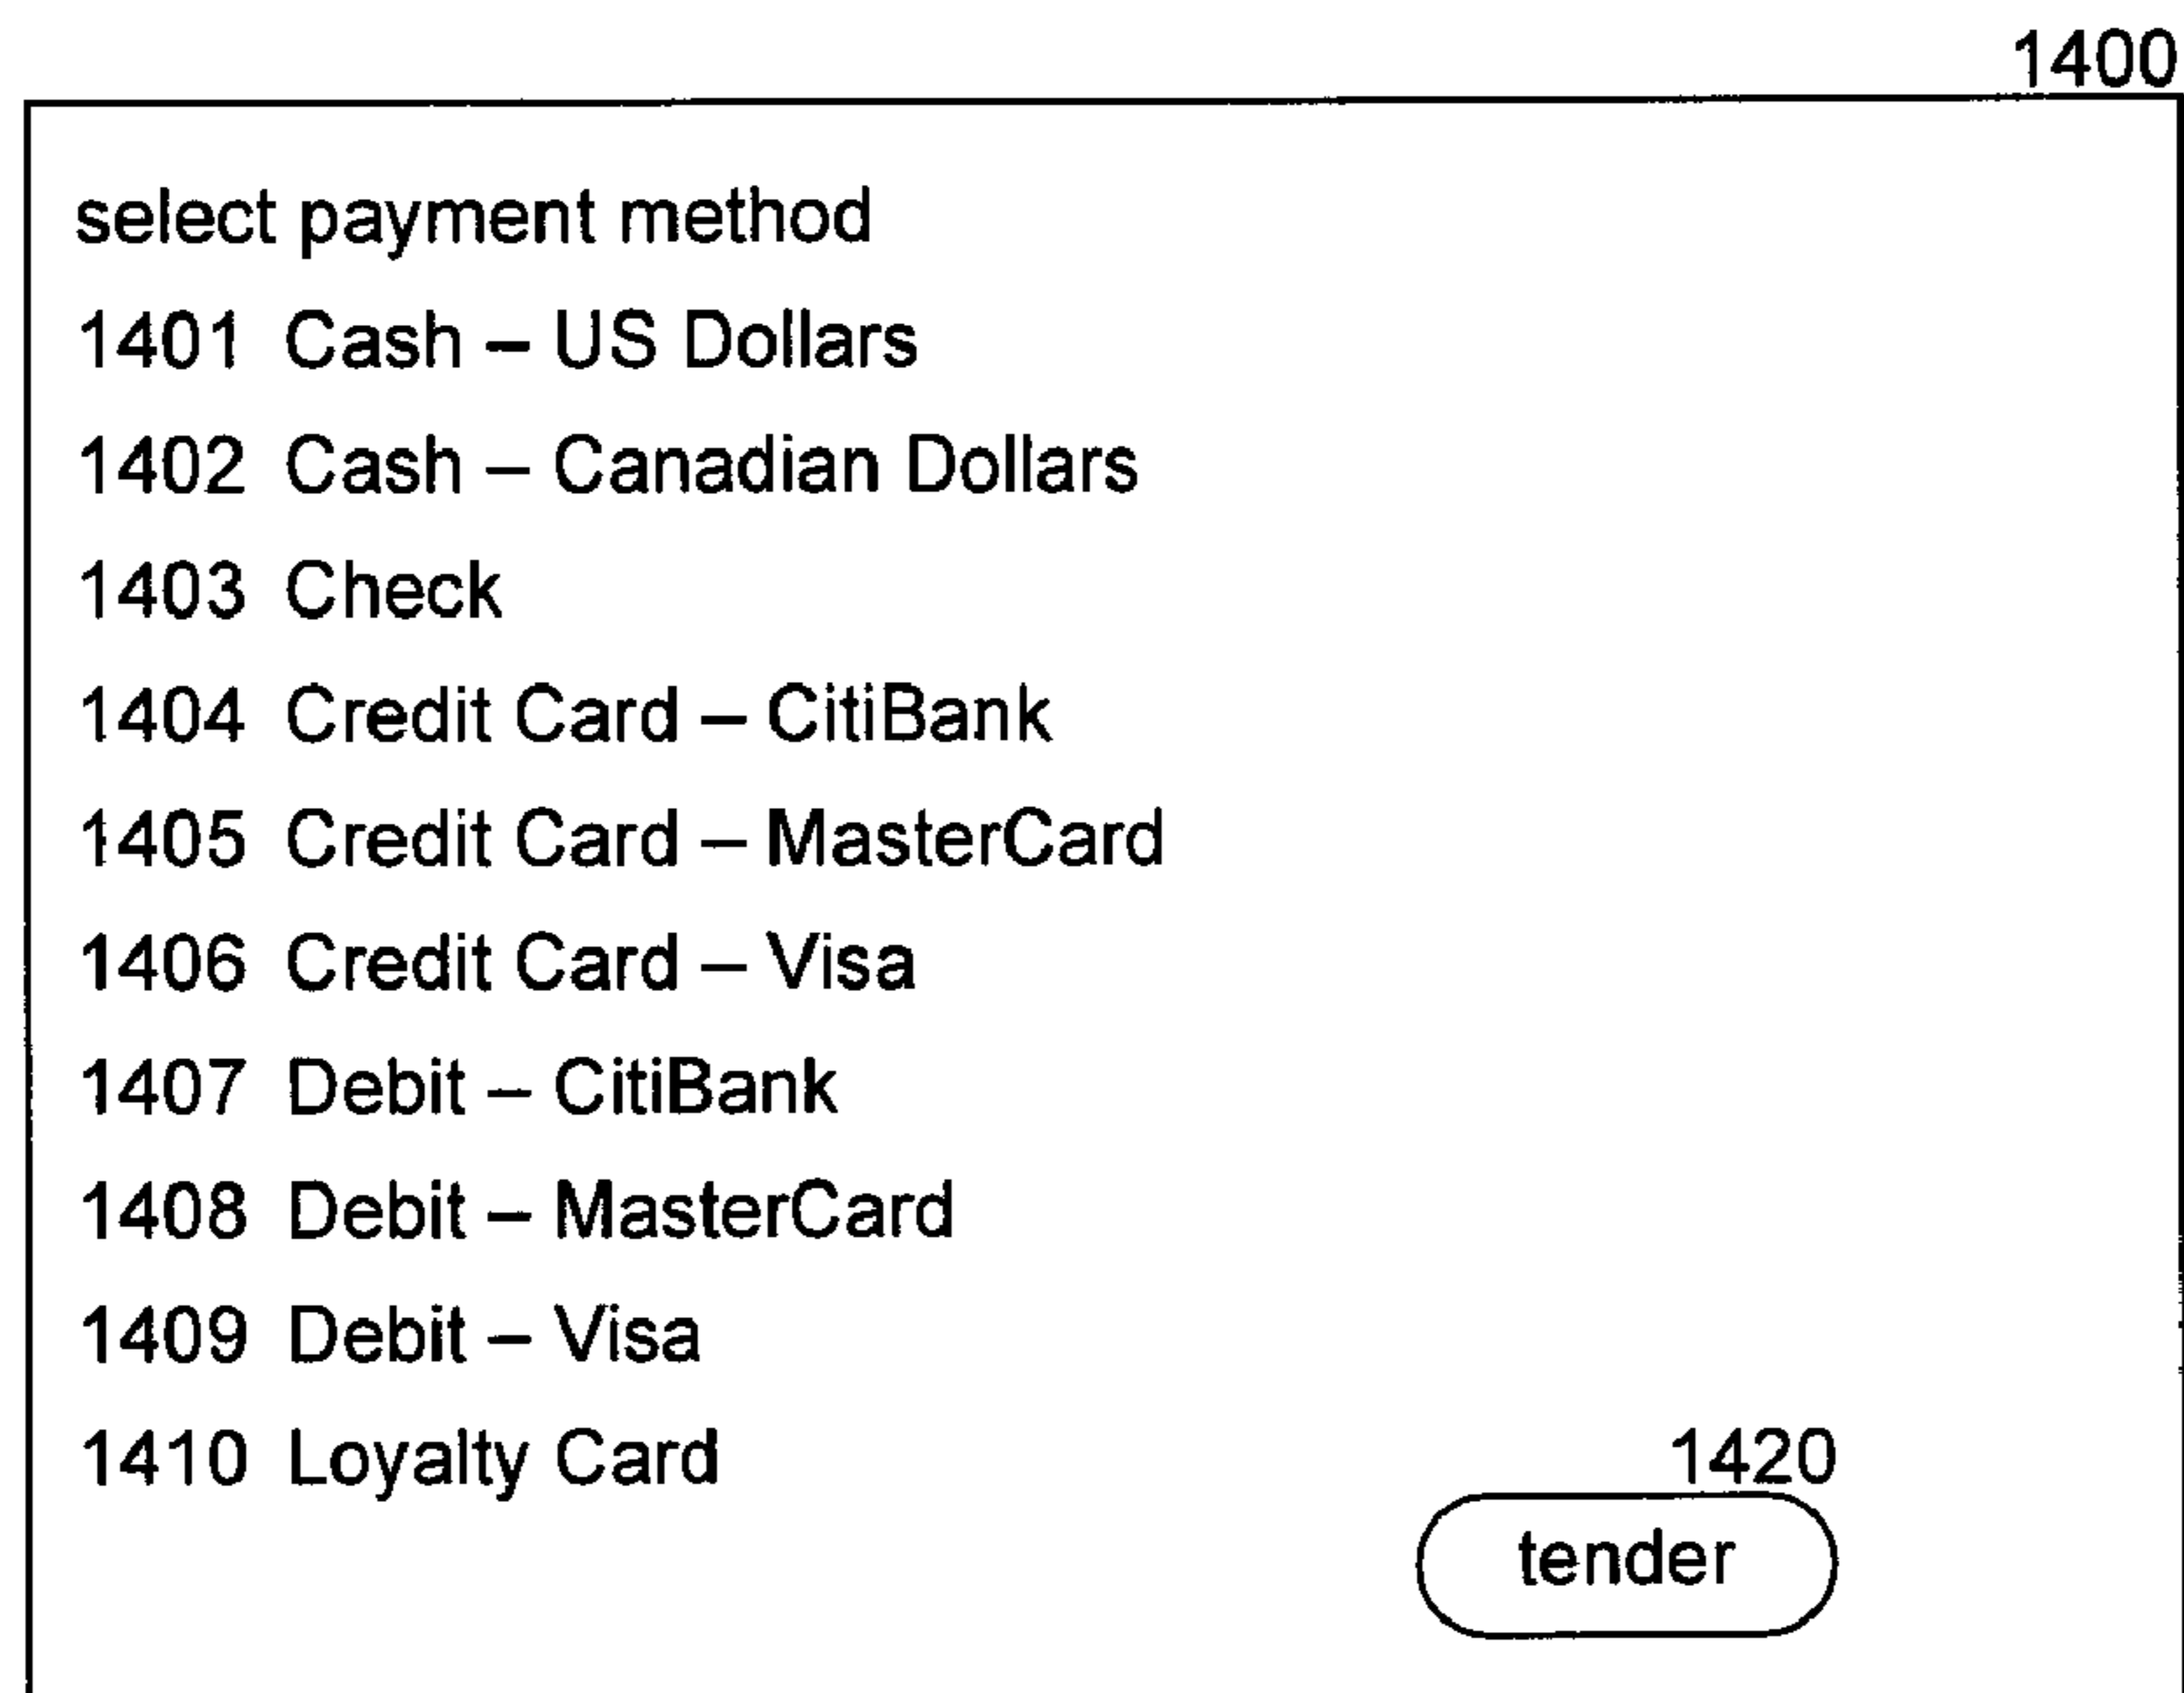 1400
select payment method
1401 Cash – US Dollars
1402 Cash – Canadian Dollars
1403 Check
1404 Credit Card – CitiBank
1405 Credit Card – MasterCard
1406 Credit Card – Visa
1407 Debit – CitiBank
1408 Debit – MasterCard
1409 Debit – Visa
1410 Loyalty Card
1420
tender